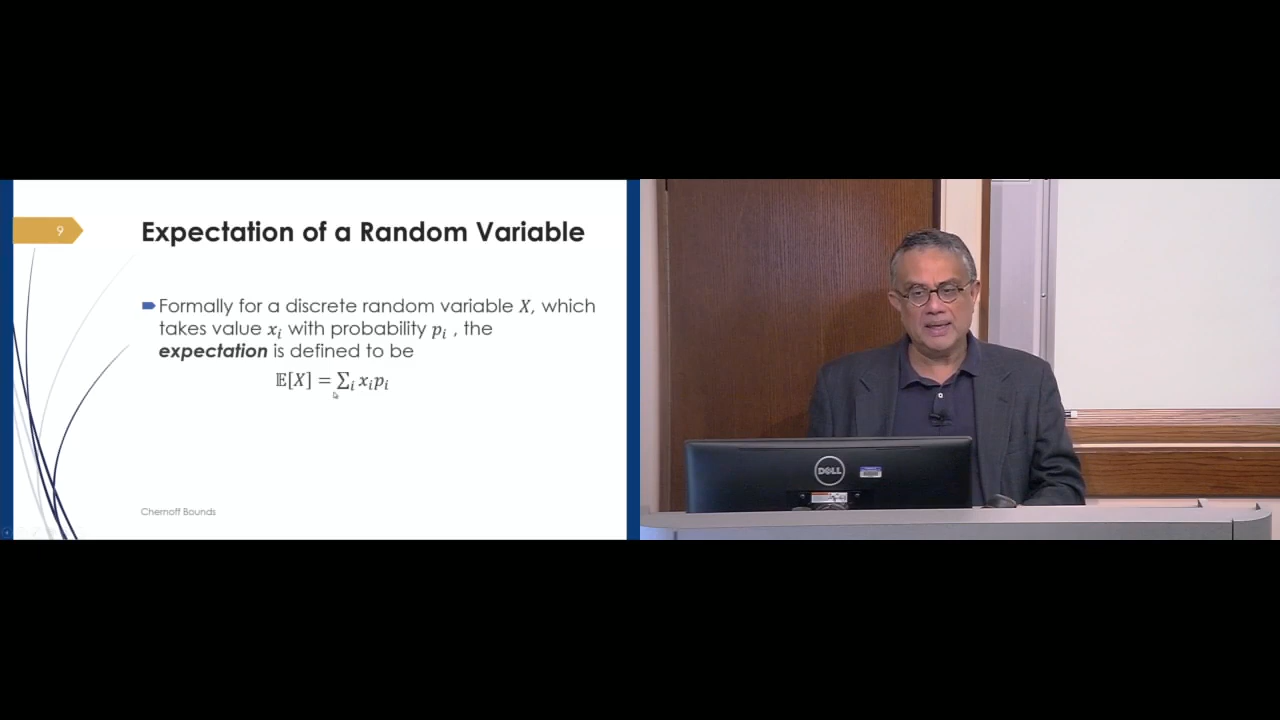 9
Expectation of a Random Variable
Formally for a discrete random variable X, which
takes value xᵢ with probability pᵢ , the
expectation is defined to be
𝔼[X] = ∑ᵢ xᵢpᵢ
Chernoff Bounds
DELL